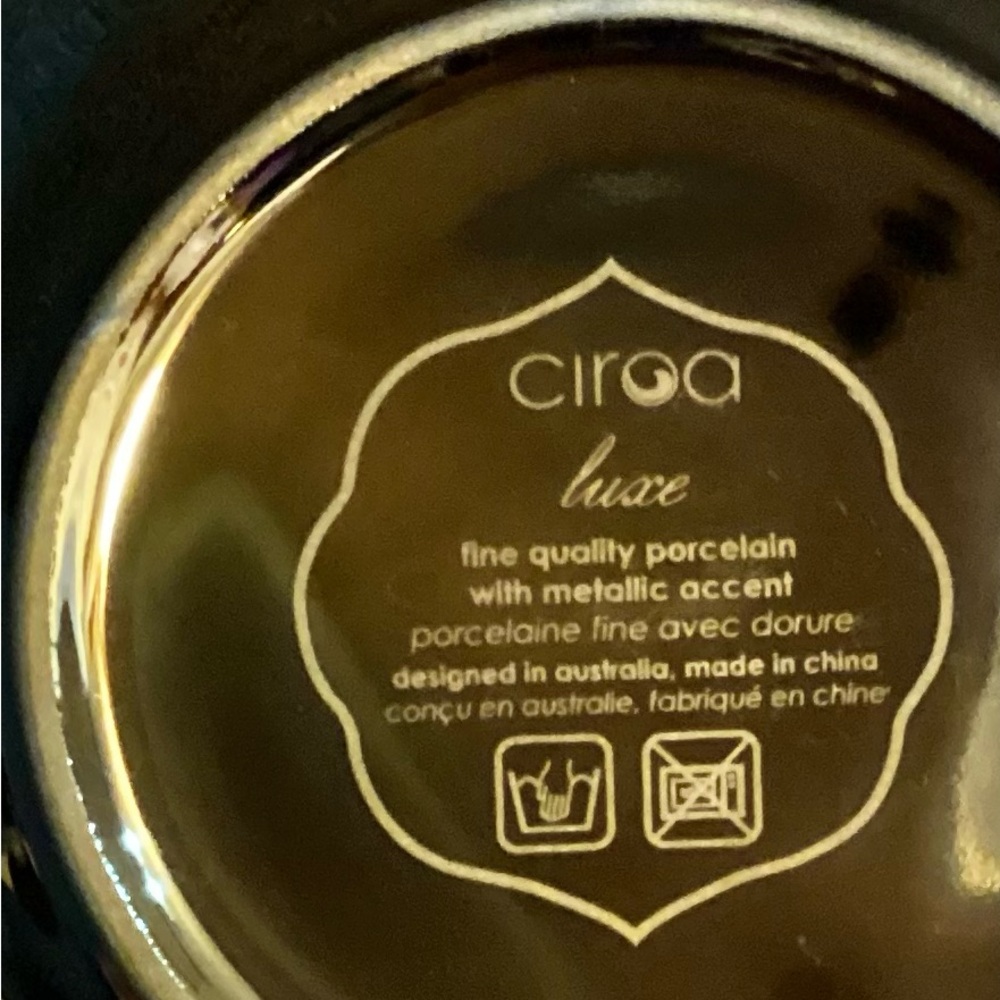 ciroa
luxe
fine quality porcelain
with metallic accent
porcelaine fine avec dorure
designed in australia, made in china
conçu en australie, fabriqué en chine